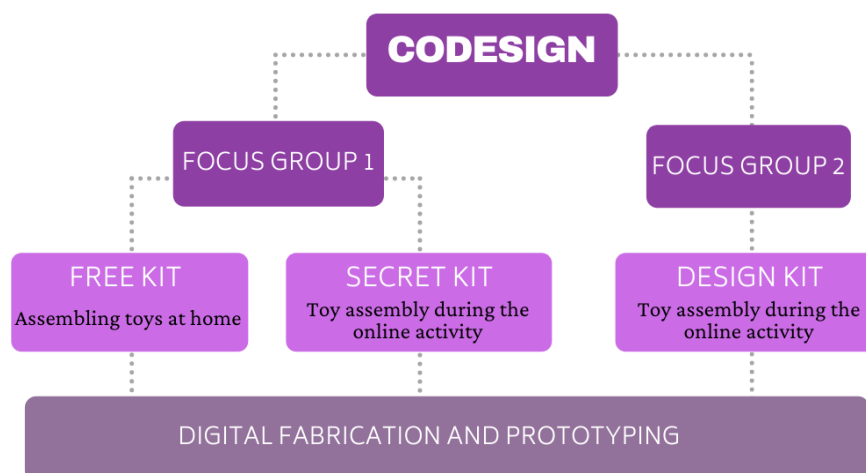 CODESIGN
FOCUS GROUP 1
FOCUS GROUP 2
FREE KIT
Assembling toys at home
SECRET KIT
Toy assembly during the
online activity
DESIGN KIT
Toy assembly during the
online activity
DIGITAL FABRICATION AND PROTOTYPING